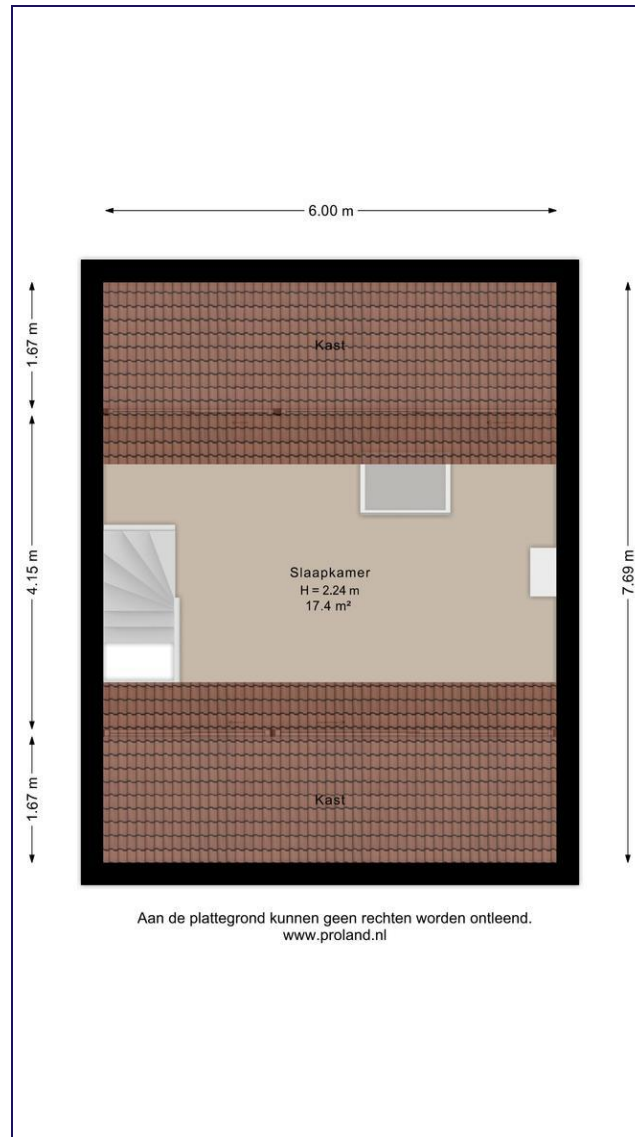 6.00 m
1.67 m
Kast
4.15 m
7.69 m
Slaapkamer
H = 2.24 m
17.4 m²
1.67 m
Kast
Aan de plattegrond kunnen geen rechten worden ontleend.
www.proland.nl